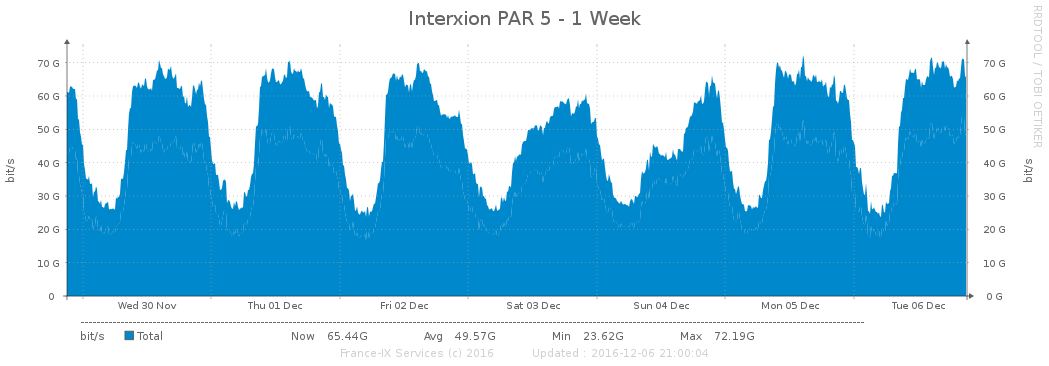 Interxion PAR 5 - 1 Week
RRDTOOL / TOBI OETIKER
bit/s
70 G 70 G
60 G 60 G
50 G 50 G
40 G 40 G
30 G 30 G
20 G 20 G
10 G 10 G
0 0 G
bit/s
Wed 30 Nov Thu 01 Dec Fri 02 Dec Sat 03 Dec Sun 04 Dec Mon 05 Dec Tue 06 Dec
bit/s Total Now 65.44G Avg 49.57G Min 23.62G Max 72.19G
France-IX Services (c) 2016 Updated : 2016-12-06 21:00:04